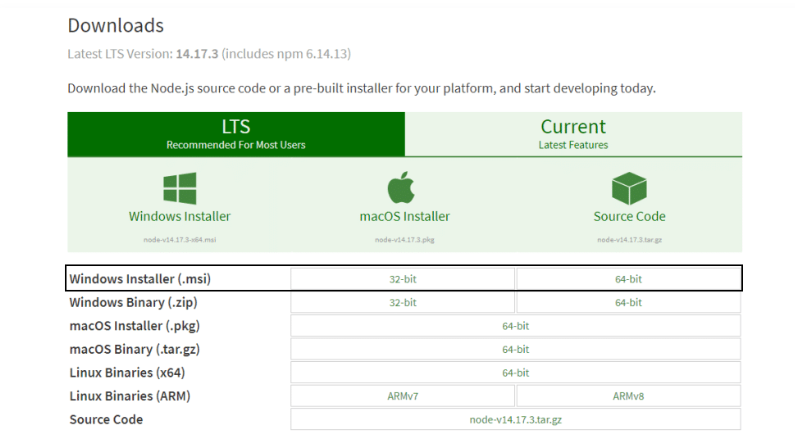 Downloads
Latest LTS Version: 14.17.3 (includes npm 6.14.13)
Download the Node.js source code or a pre-built installer for your platform, and start developing today.
LTS
Recommended For Most Users
Current
Latest Features
Windows Installer
node-v14.17.3-x64.msi
macOS Installer
node-v14.17.3.pkg
Source Code
node-v14.17.3.tar.gz
Windows Installer (.msi) 32-bit 64-bit
Windows Binary (.zip) 32-bit 64-bit
macOS Installer (.pkg) 64-bit
macOS Binary (.tar.gz) 64-bit
Linux Binaries (x64) 64-bit
Linux Binaries (ARM) ARMv7 ARMv8
Source Code node-v14.17.3.tar.gz